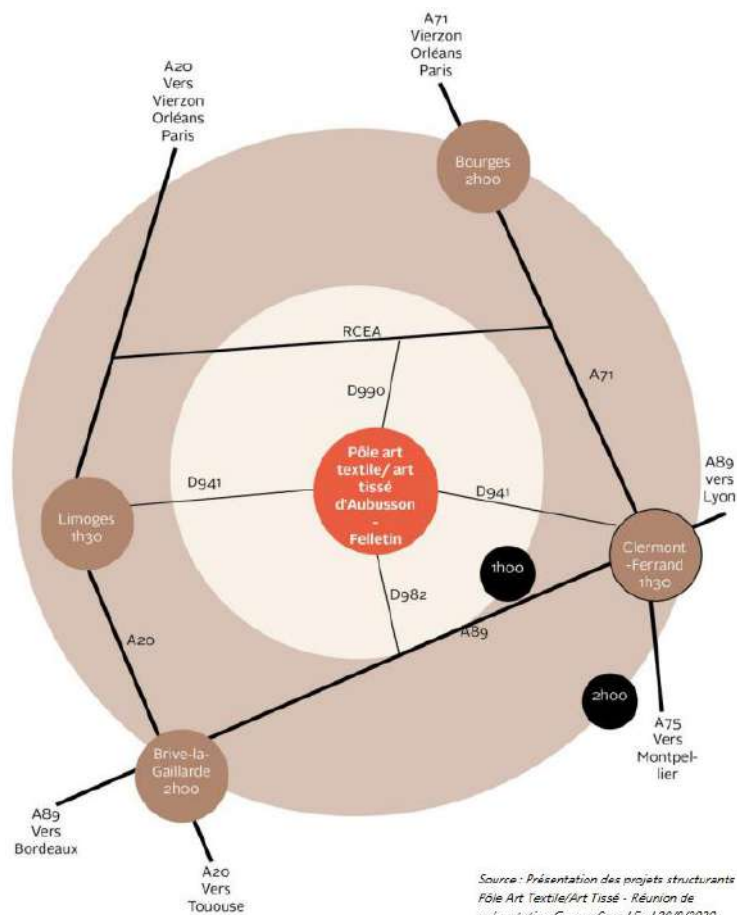 A71
Vierzon
Orléans
Paris
A20
Vers
Vierzon
Orléans
Paris
Bourges
2h00
RCEA
D990
A71
Pôle art
textile/ art
tissé
d'Aubusson
-
Felletin
D941
D941
A89
vers
Lyon
Limoges
1h30
Clermont
-Ferrand
1h30
1h00
D982
A89
A20
2h00
Brive-la-
Gaillarde
2h00
A75
Vers
Montpel-
lier
A89
Vers
Bordeaux
A20
Vers
Tououse
Source : Présentation des projets structurants
Pôle Art Textile/Art Tissé - Réunion de